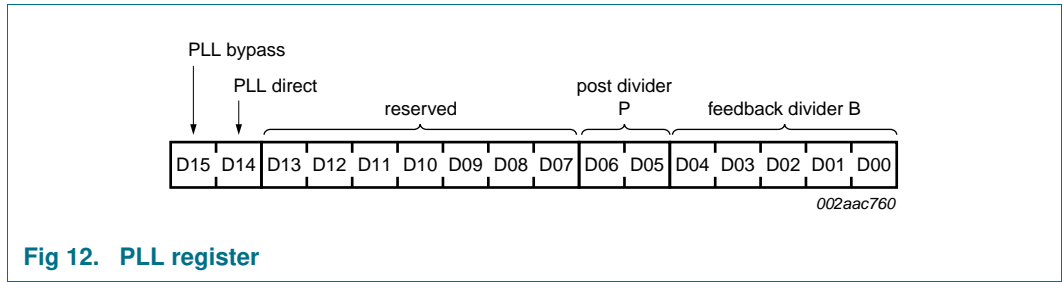 PLL bypass
PLL direct
reserved
post divider
P
feedback divider B
D15 D14 D13 D12 D11 D10 D09 D08 D07 D06 D05 D04 D03 D02 D01 D00
002aac760
Fig 12. PLL register